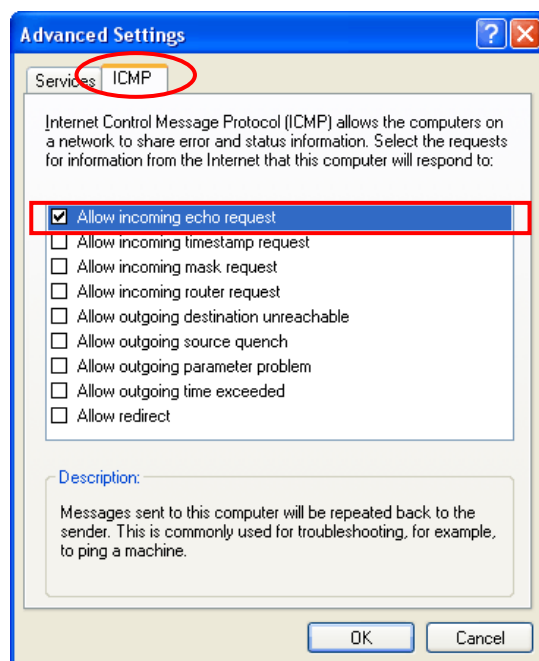 Advanced Settings
Services ICMP
Internet Control Message Protocol (ICMP) allows the computers on
a network to share error and status information. Select the requests
for information from the Internet that this computer will respond to:
Allow incoming echo request
Allow incoming timestamp request
Allow incoming mask request
Allow incoming router request
Allow outgoing destination unreachable
Allow outgoing source quench
Allow outgoing parameter problem
Allow outgoing time exceeded
Allow redirect
Description:
Messages sent to this computer will be repeated back to the
sender. This is commonly used for troubleshooting, for example,
to ping a machine.
OK Cancel